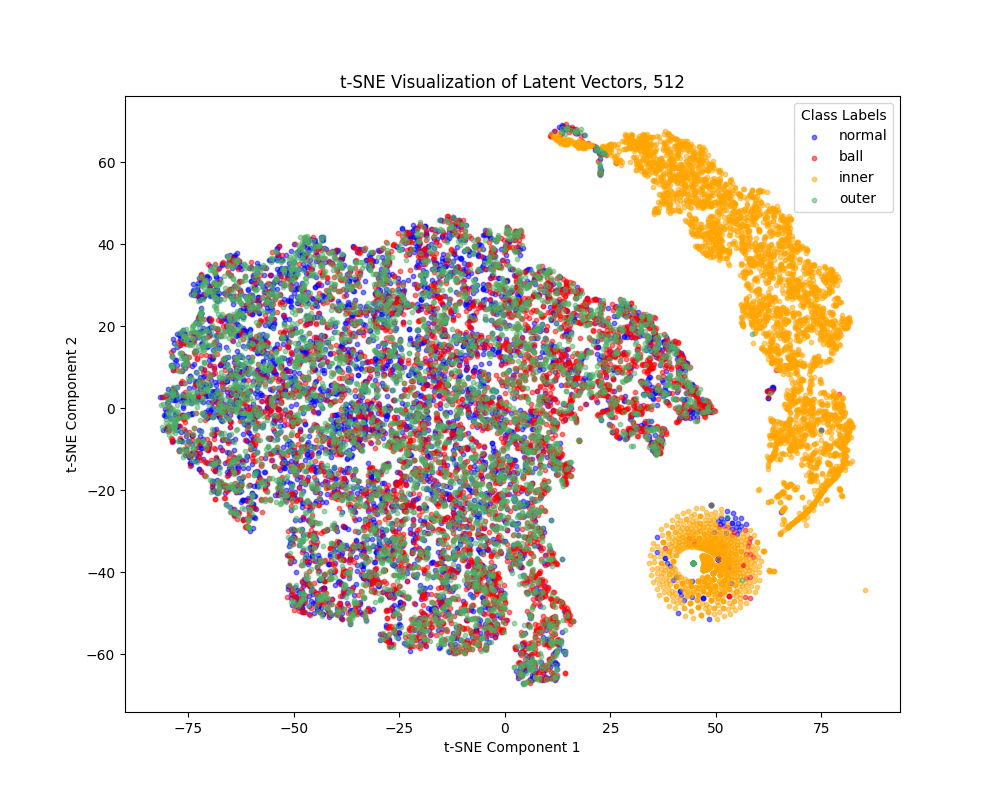 t-SNE Visualization of Latent Vectors, 512
Class Labels
normal
ball
inner
outer
t-SNE Component 2
60
40
20
0
−20
−40
−60
−75
−50
−25
0
25
50
75
t-SNE Component 1